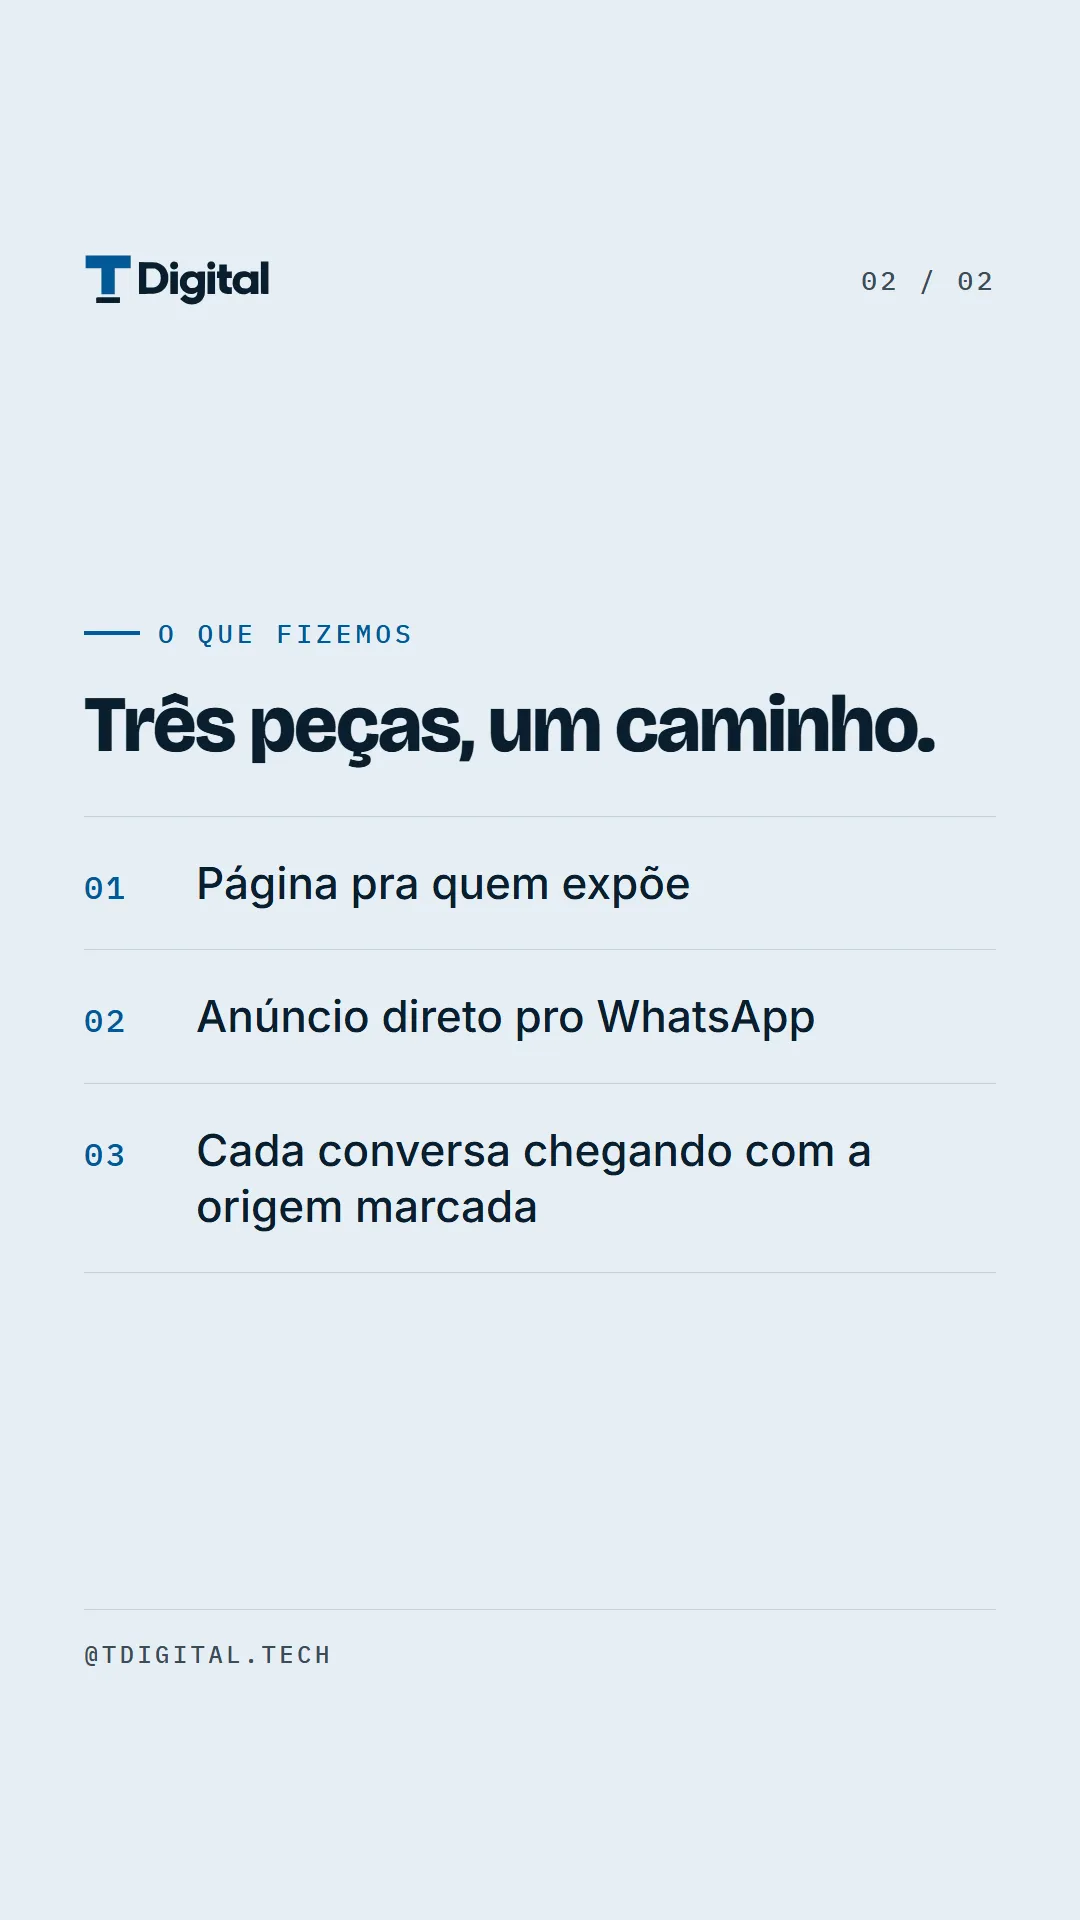 T Digital
02 / 02
O QUE FIZEMOS
Três peças, um caminho.
01 Página pra quem expõe
02 Anúncio direto pro WhatsApp
03 Cada conversa chegando com a
origem marcada
@TDIGITAL.TECH